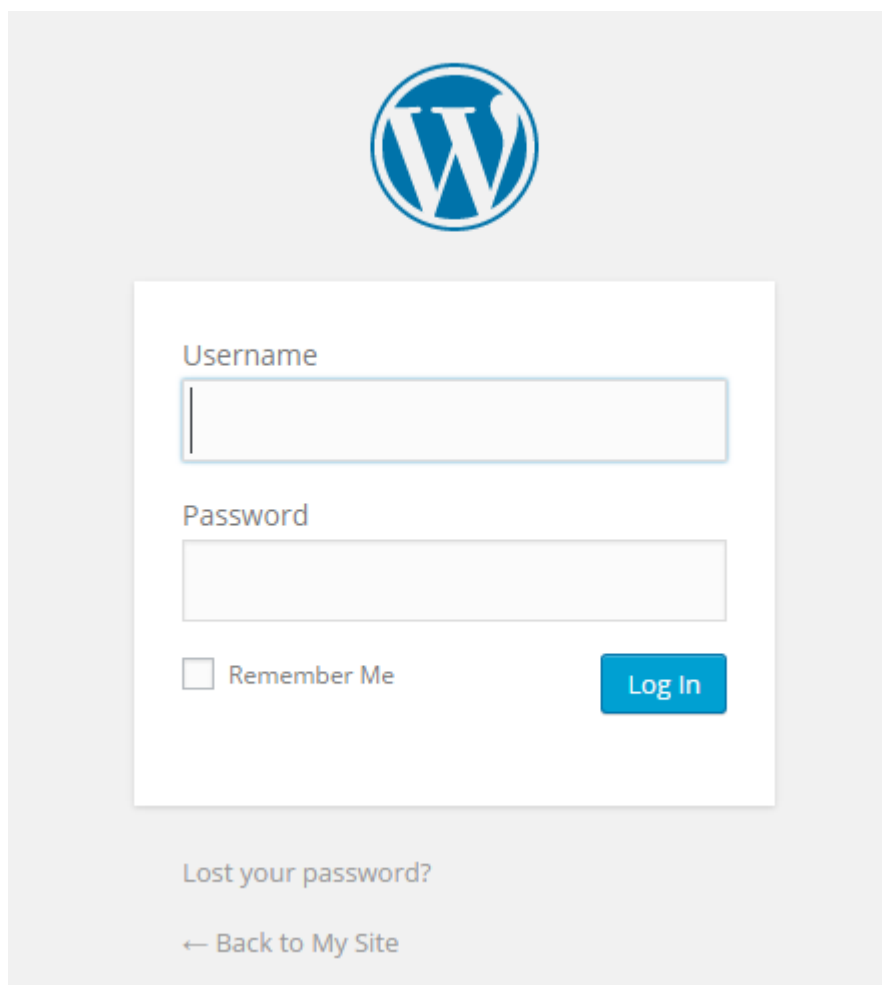 Username
Password
Remember Me
Log In
Lost your password?
← Back to My Site